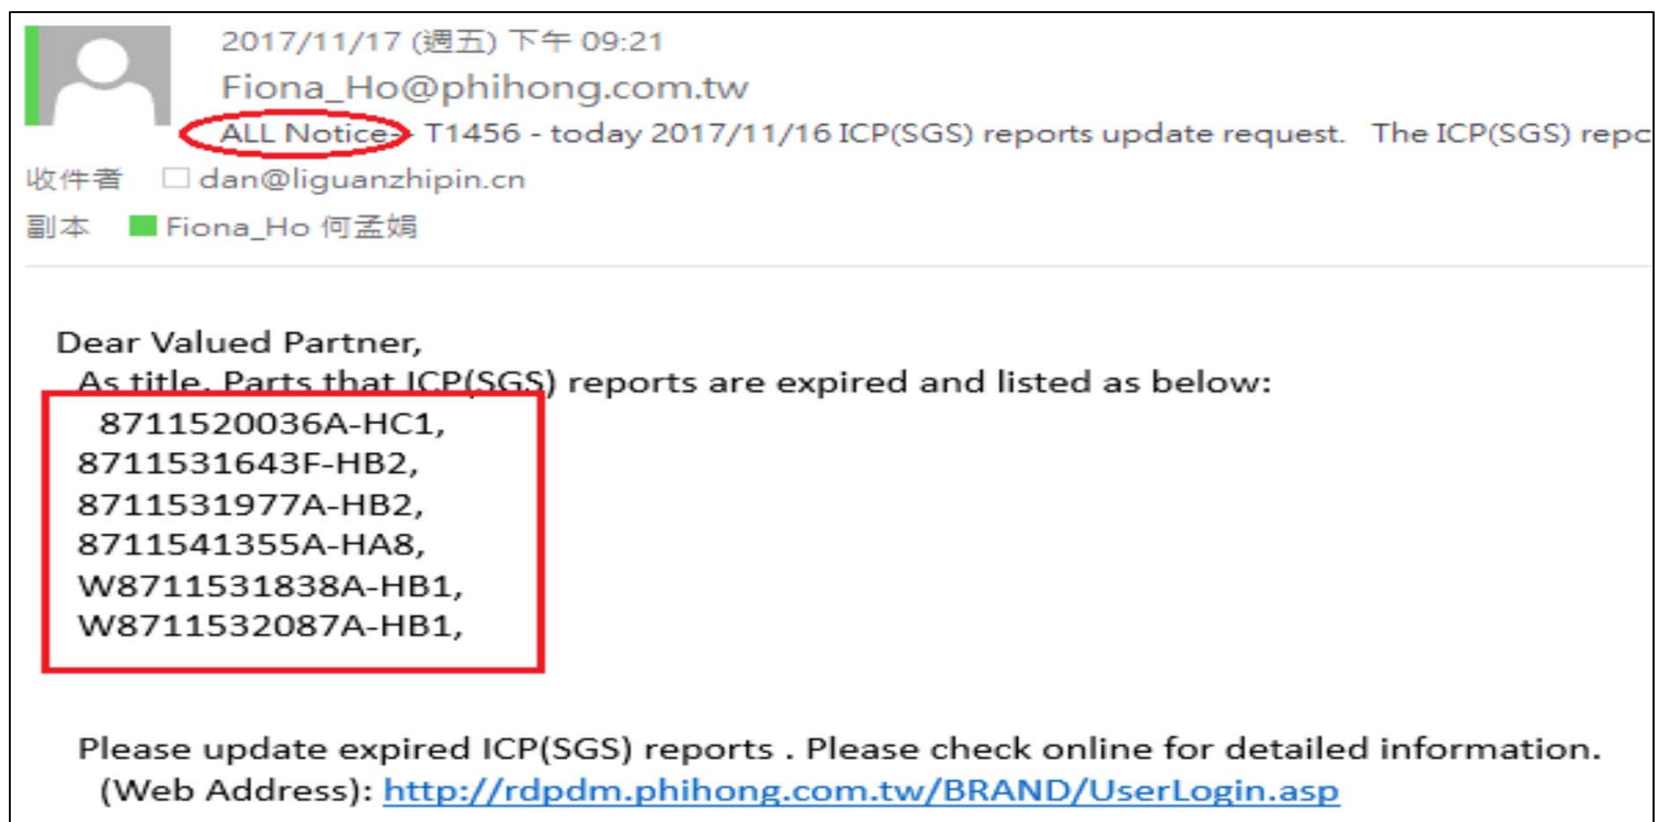 2017/11/17 (週五) 下午 09:21
Fiona_Ho@phihong.com.tw
ALL Notice-- T1456 - today 2017/11/16 ICP(SGS) reports update request.   The ICP(SGS)
收件者 dan@liguanzhipin.cn
副本 Fiona_Ho 何孟娟
Dear Valued Partner,
As title. Parts that ICP(SGS) reports are expired and listed as below:
8711520036A-HC1,
8711531643F-HB2,
8711531977A-HB2,
8711541355A-HA8,
W8711531838A-HB1,
W8711532087A-HB1,
Please update expired ICP(SGS) reports . Please check online for detailed information.
(Web Address): http://rdpdm.phihong.com.tw/BRAND/UserLogin.asp